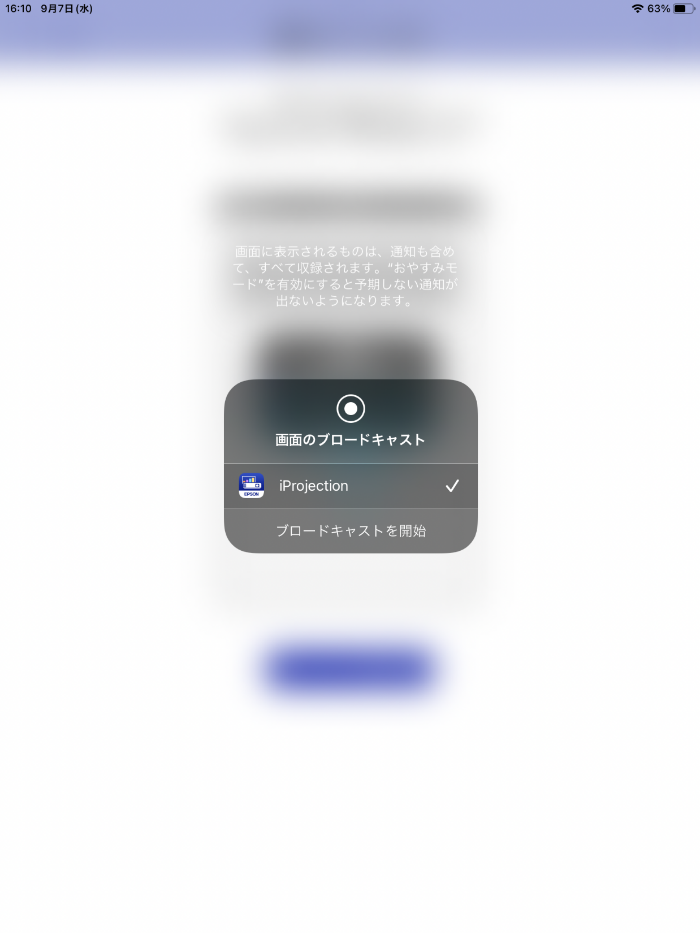 16:10 9月7日(水)
63%
画面に表示されるものは、通知も含め
て、すべて収録されます。"おやすみモ
ード"を有効にすると予期しない通知が
出ないようになります。
画面のブロードキャスト
EPSON
iProjection
ブロードキャストを開始